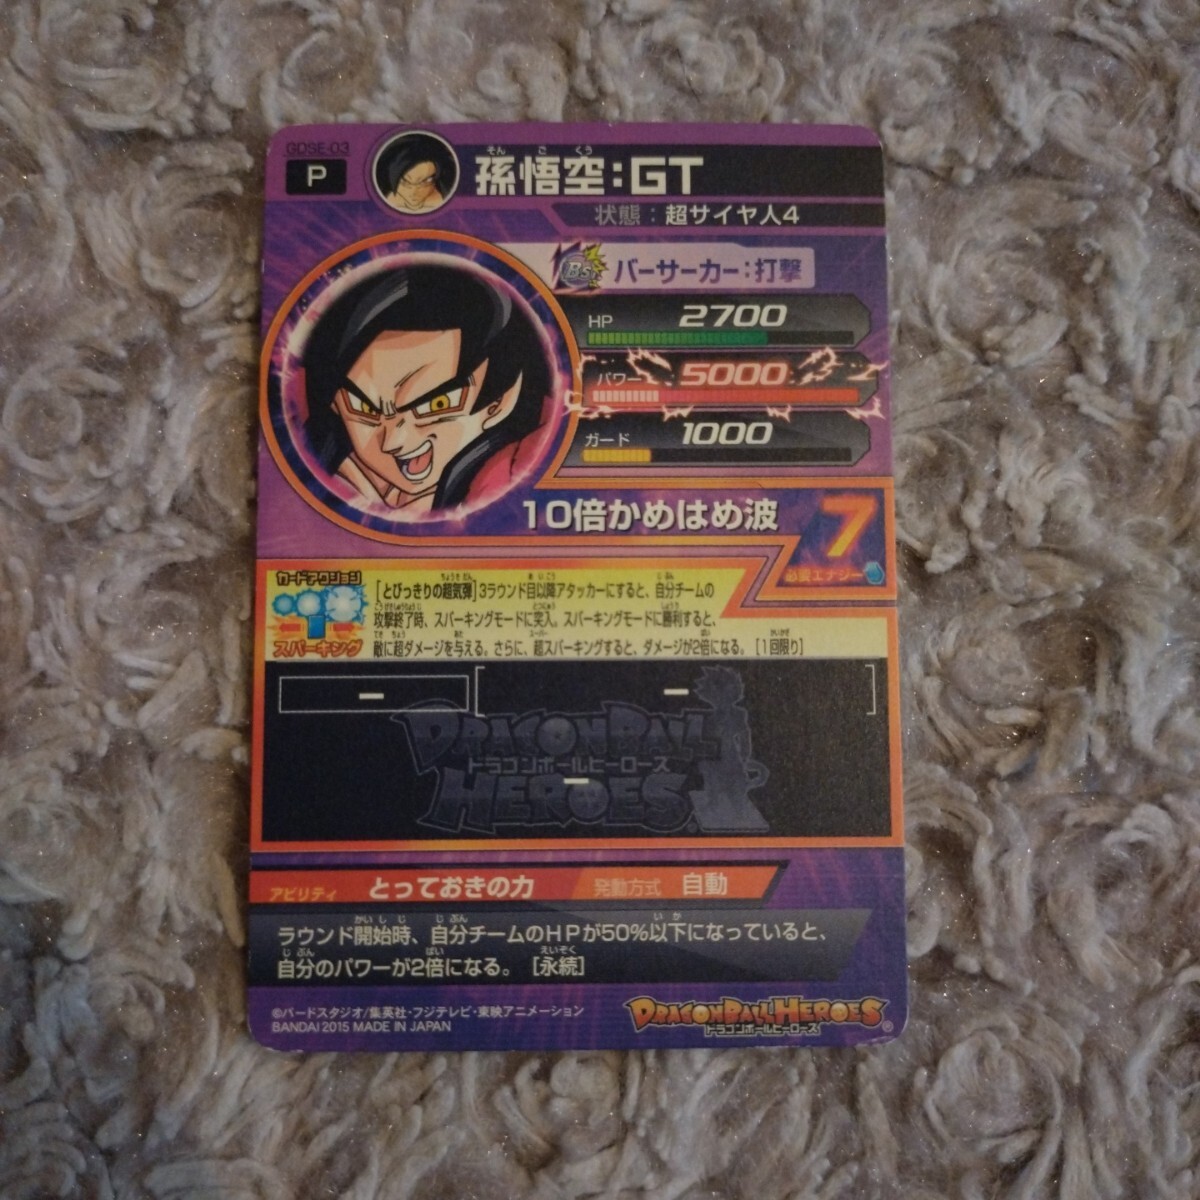 GDSE-03
P
孫悟空：GT
そん ご くう
状態：超サイヤ人4
Bs バーサーカー：打撃
HP 2700
パワー 5000
ガード 1000
10倍かめはめ波 7
必要エナジー
カードアクション
スパーキング
［とびっきりの超気弾］3ラウンド目以降アタッカーにすると、自分チームの
攻撃終了時、スパーキングモードに突入。スパーキングモードに勝利すると、
敵に超ダメージを与える。さらに、超スパーキングすると、ダメージが2倍になる。［1回限り］
ー ー
DRAGONBALL
ドラゴンボールヒーローズ
ー
HEROES
アビリティ とっておきの力 発動方式 自動
ラウンド開始時、自分チームのHPが50％以下になっていると、
自分のパワーが2倍になる。［永続］
©バードスタジオ/集英社・フジテレビ・東映アニメーション
BANDAI 2015 MADE IN JAPAN
DRAGONBALL HEROES
ドラゴンボールヒーローズ ®